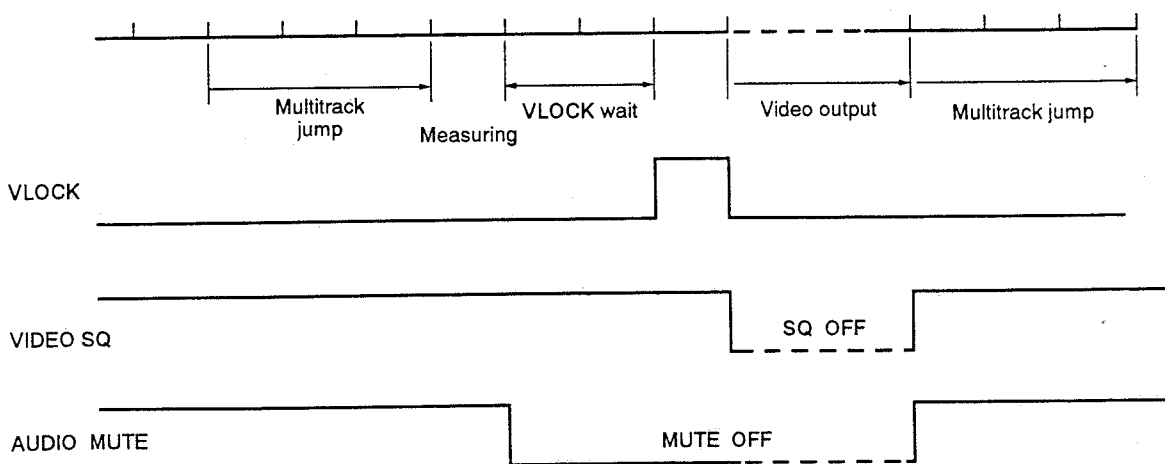 Multitrack
jump
Measuring
VLOCK wait
Video output
Multitrack jump
VLOCK
VIDEO SQ
SQ OFF
AUDIO MUTE
MUTE OFF